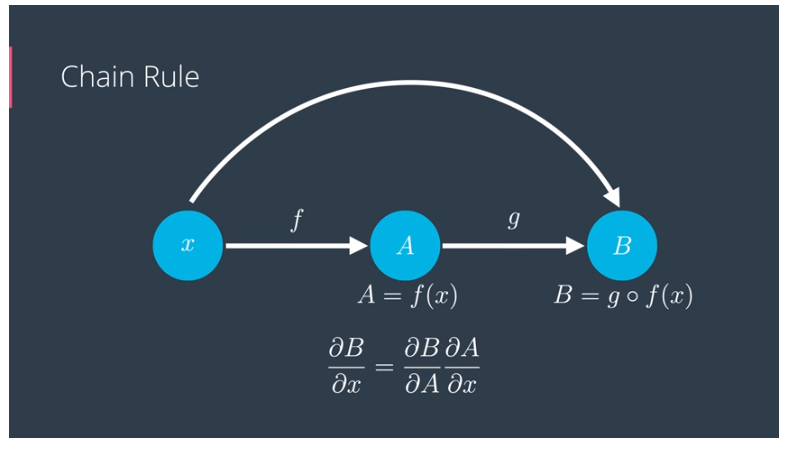 Chain Rule
f
g
x
A
B
A = f(x)
B = g ∘ f(x)
∂B/∂x = ∂B/∂A ∂A/∂x